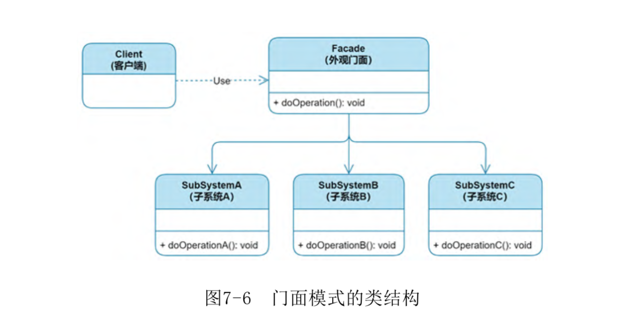 Client
(客户端)
Use
Facade
(外观门面)
+ doOperation(): void
SubSystemA
(子系统A)
+ doOperationA(): void
SubSystemB
(子系统B)
+ doOperationB(): void
SubSystemC
(子系统C)
+ doOperationC(): void
图7-6 门面模式的类结构